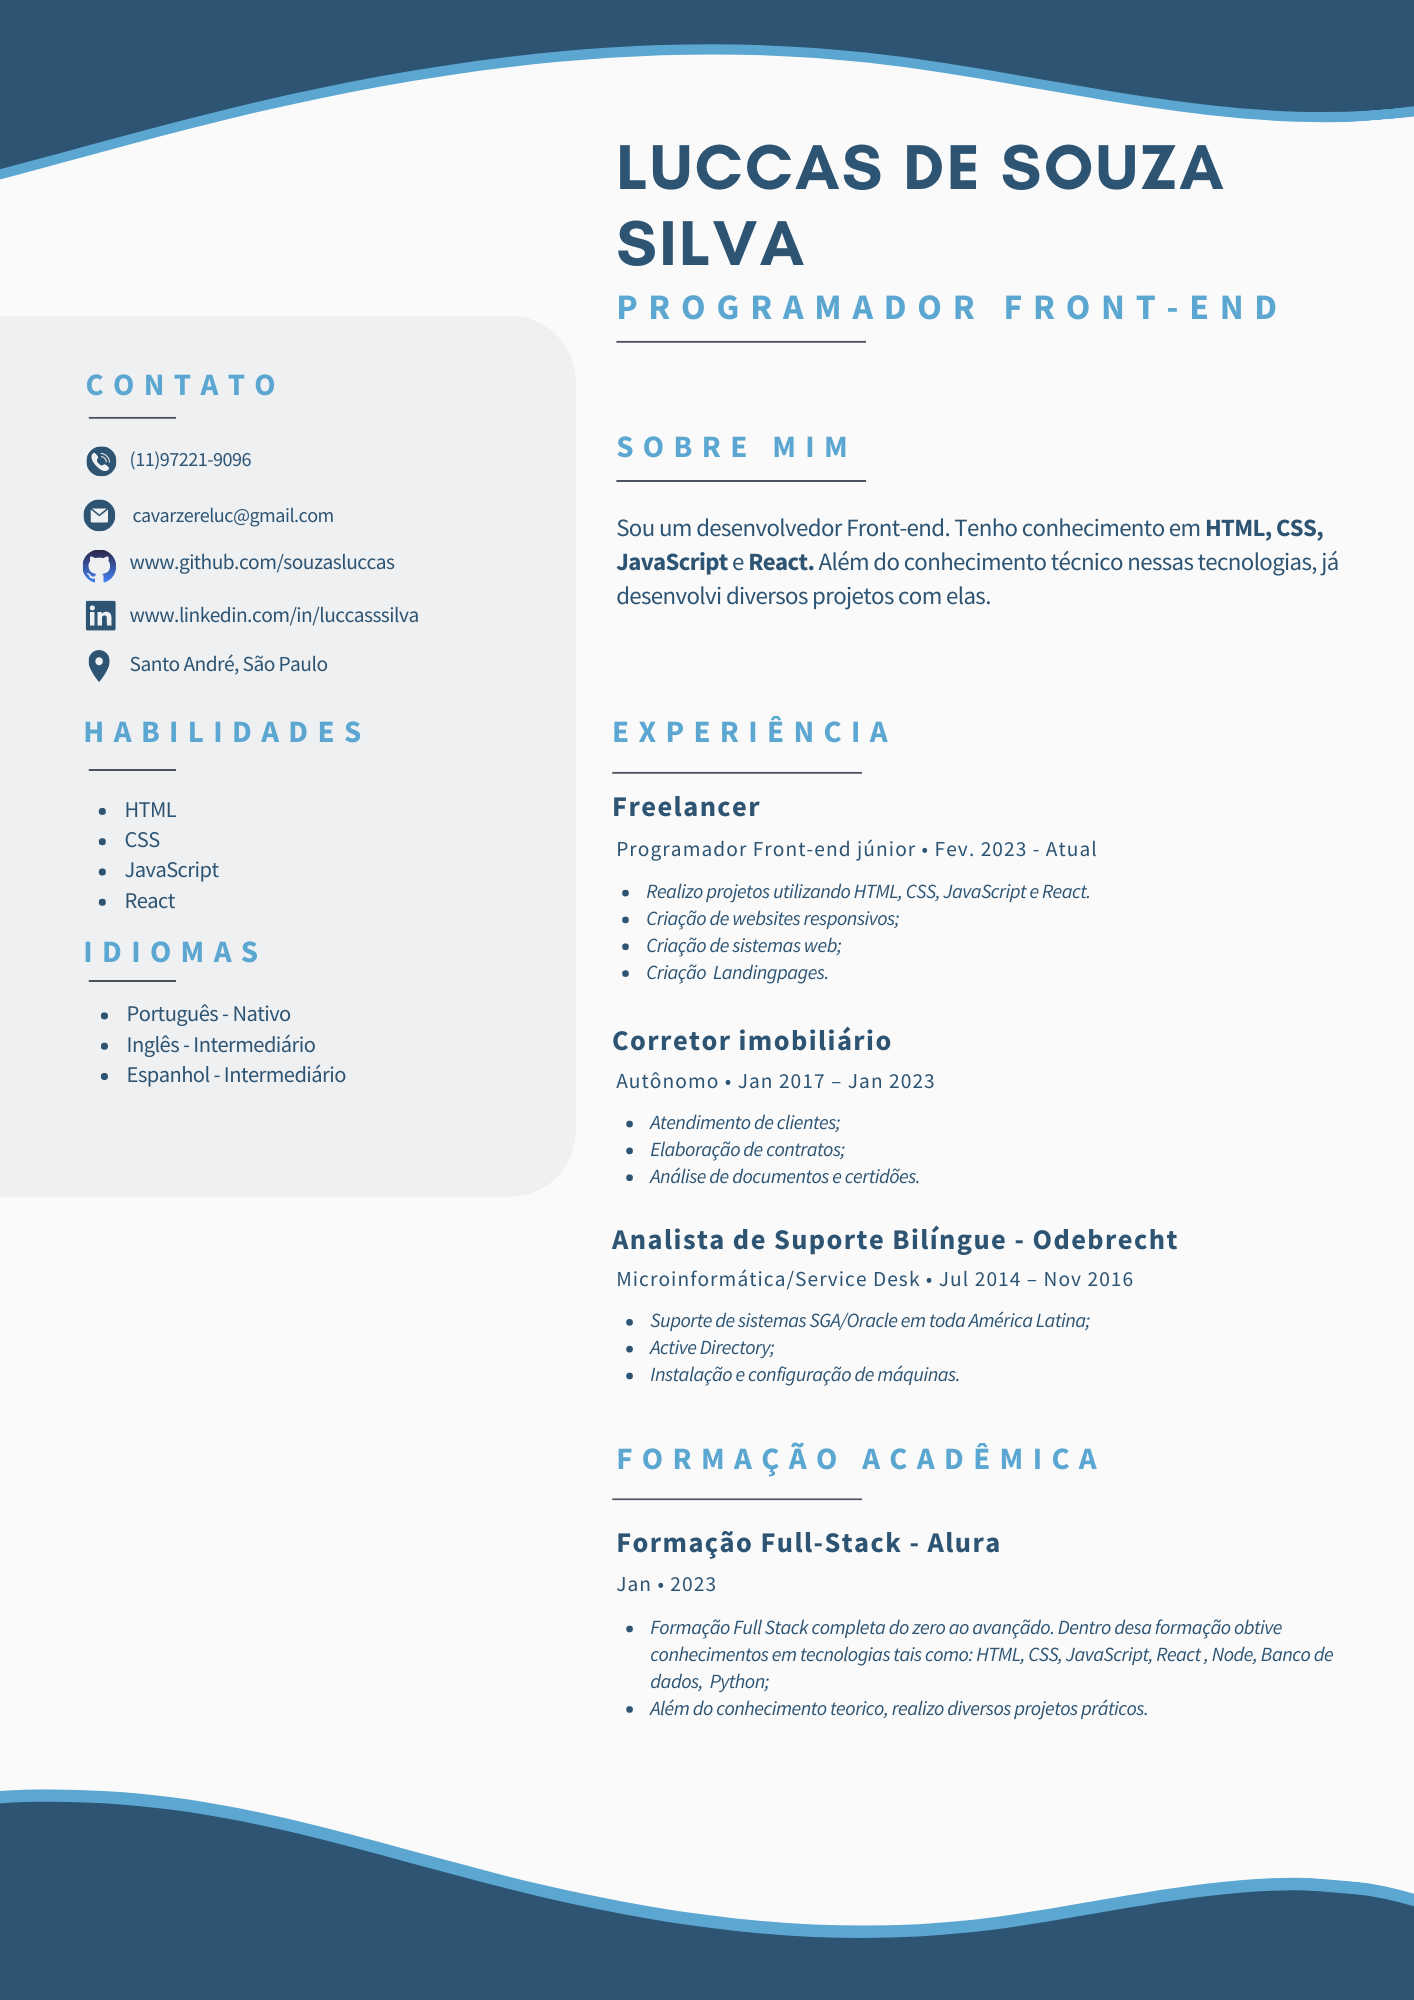 LUCCAS DE SOUZA
SILVA
PROGRAMADOR FRONT-END
CONTATO
(11)97221-9096
cavarzereluc@gmail.com
www.github.com/souzasluccas
www.linkedin.com/in/luccasssilva
Santo André, São Paulo
HABILIDADES
HTML
CSS
JavaScript
React
IDIOMAS
Português - Nativo
Inglês - Intermediário
Espanhol - Intermediário
SOBRE MIM
Sou um desenvolvedor Front-end. Tenho conhecimento em HTML, CSS,
JavaScript e React. Além do conhecimento técnico nessas tecnologias, já
desenvolvi diversos projetos com elas.
EXPERIÊNCIA
Freelancer
Programador Front-end júnior • Fev. 2023 - Atual
Realizo projetos utilizando HTML, CSS, JavaScript e React.
Criação de websites responsivos;
Criação de sistemas web;
Criação Landingpages.
Corretor imobiliário
Autônomo • Jan 2017 – Jan 2023
Atendimento de clientes;
Elaboração de contratos;
Análise de documentos e certidões.
Analista de Suporte Bilíngue - Odebrecht
Microinformática/Service Desk • Jul 2014 – Nov 2016
Suporte de sistemas SGA/Oracle em toda América Latina;
Active Directory;
Instalação e configuração de máquinas.
FORMAÇÃO ACADÊMICA
Formação Full-Stack - Alura
Jan • 2023
Formação Full Stack completa do zero ao avançãdo. Dentro desa formação obtive
conhecimentos em tecnologias tais como: HTML, CSS, JavaScript, React , Node, Banco de
dados, Python;
Além do conhecimento teorico, realizo diversos projetos práticos.